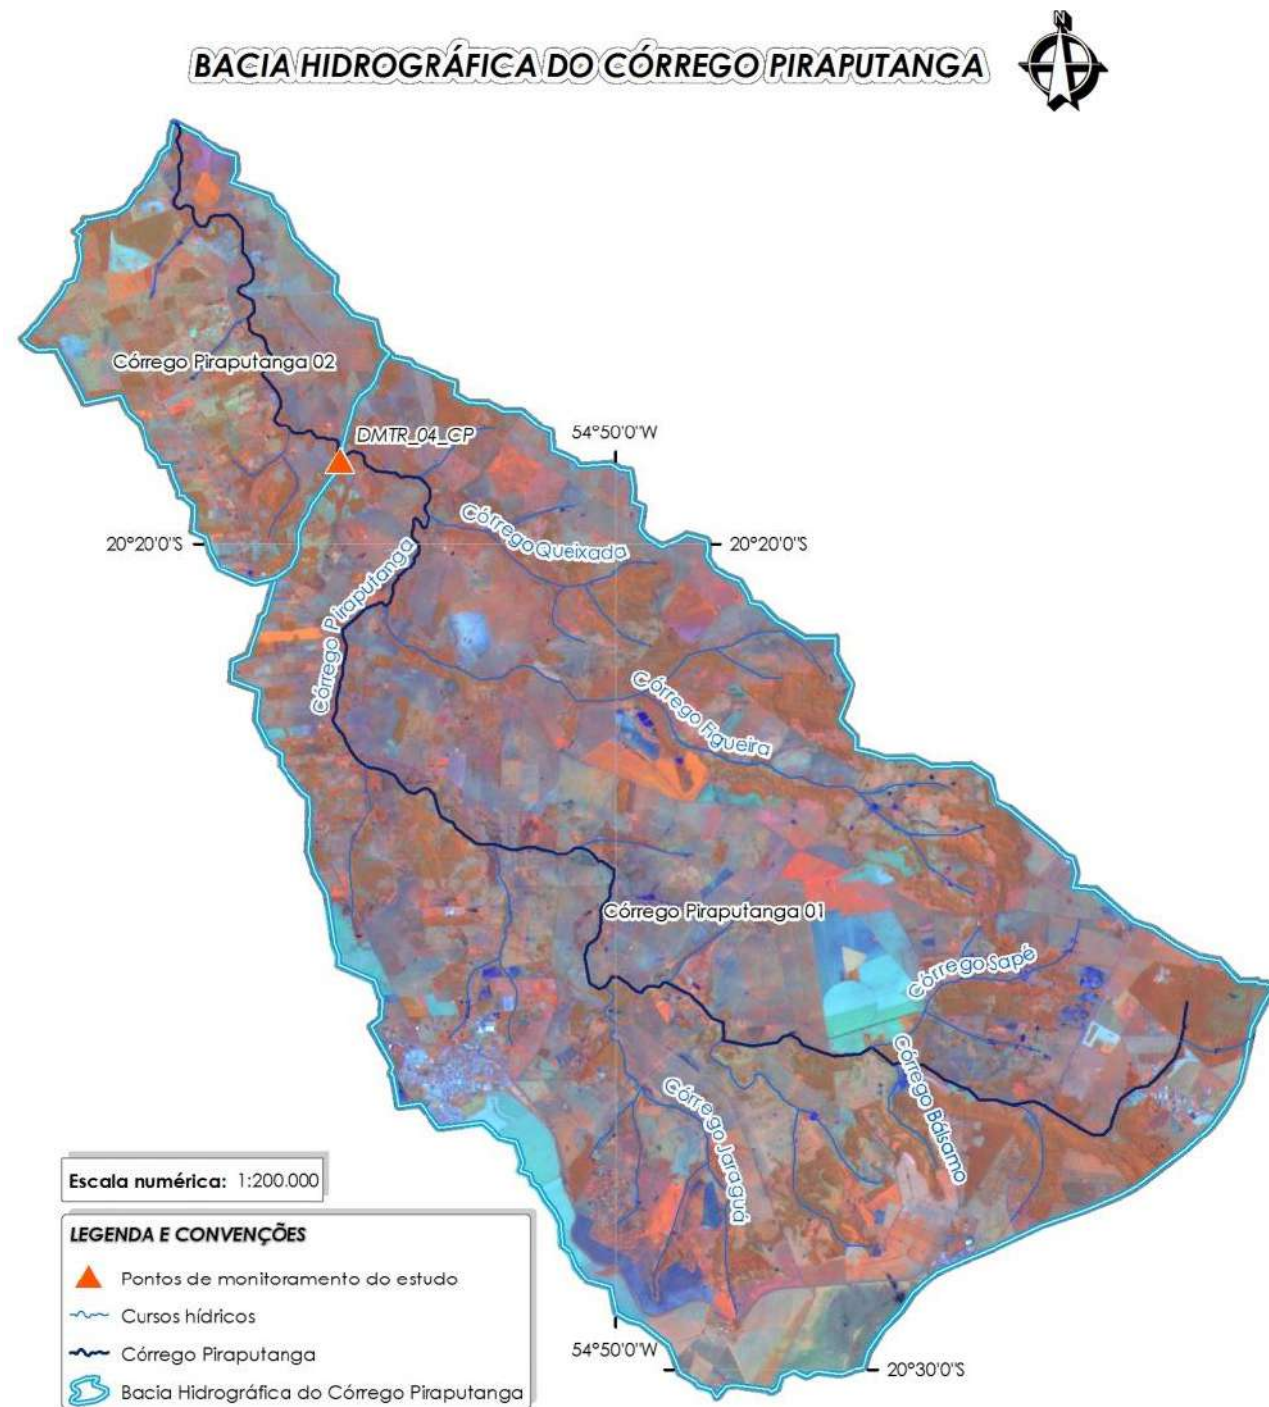 BACIA HIDROGRÁFICA DO CÓRREGO PIRAPUTANGA
N
Córrego Piraputanga 02
DMTR_04_CP
54°50'0"W
20°20'0"S
20°20'0"S
Córrego Queixada
Córrego Piraputanga
Córrego Figueira
Córrego Piraputanga 01
Córrego Sapé
Córrego Bálsamo
Córrego Jaraguá
Escala numérica: 1:200.000
LEGENDA E CONVENÇÕES
Pontos de monitoramento do estudo
Cursos hídricos
Córrego Piraputanga
Bacia Hidrográfica do Córrego Piraputanga
54°50'0"W
20°30'0"S